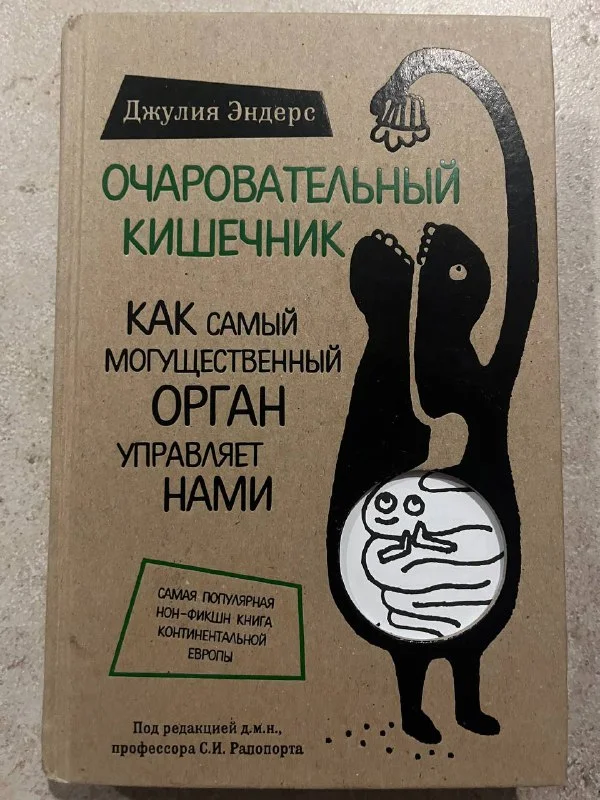 Джулия Эндерс
ОЧАРОВАТЕЛЬНЫЙ
КИШЕЧНИК
КАК САМЫЙ
МОГУЩЕСТВЕННЫЙ
ОРГАН
УПРАВЛЯЕТ
НАМИ
САМАЯ ПОПУЛЯРНАЯ
НОН-ФИКШН КНИГА
КОНТИНЕНТАЛЬНОЙ
ЕВРОПЫ
Под редакцией д.м.н.,
профессора С.И. Рапопорта